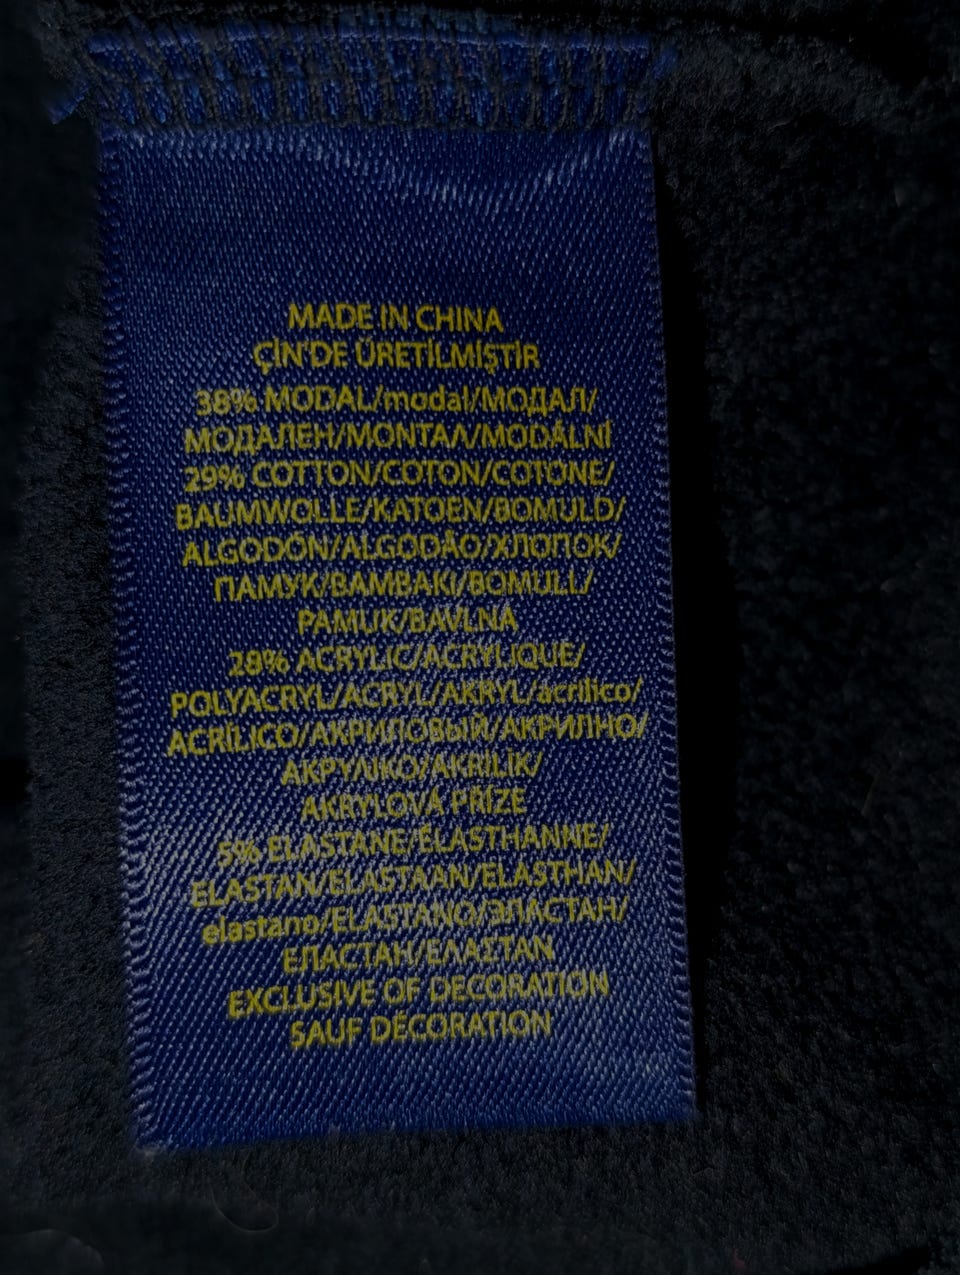 MADE IN CHINA
ÇİN'DE ÜRETİLMİŞTİR
38% MODAL/modal/МОДАЛ/
МОДАЛЕН/ΜΟΝΤΑΛ/MODÁLNÍ
29% COTTON/COTON/COTONE/
BAUMWOLLE/KATOEN/BOMULD/
ALGODÓN/ALGODÃO/ХЛОПОК/
ПАМУК/ΒΑΜΒΑΚΙ/BOMULL/
PAMUK/BAVLNA
28% ACRYLIC/ACRYLIQUE/
POLYACRYL/ACRYL/AKRYL/acrilico/
ACRÍLICO/АКРИЛОВЫЙ/АКРИЛНО/
ΑΚΡΥΛΙΚΟ/AKRİLİK/
AKRYLOVÁ PŘÍZE
5% ELASTANE/ÉLASTHANNE/
ELASTAN/ELASTAAN/ELASTHAN/
elastano/ELASTANO/ЭЛАСТАН/
ЕЛАСТАН/ΕΛΑΣΤΑΝ
EXCLUSIVE OF DECORATION
SAUF DÉCORATION